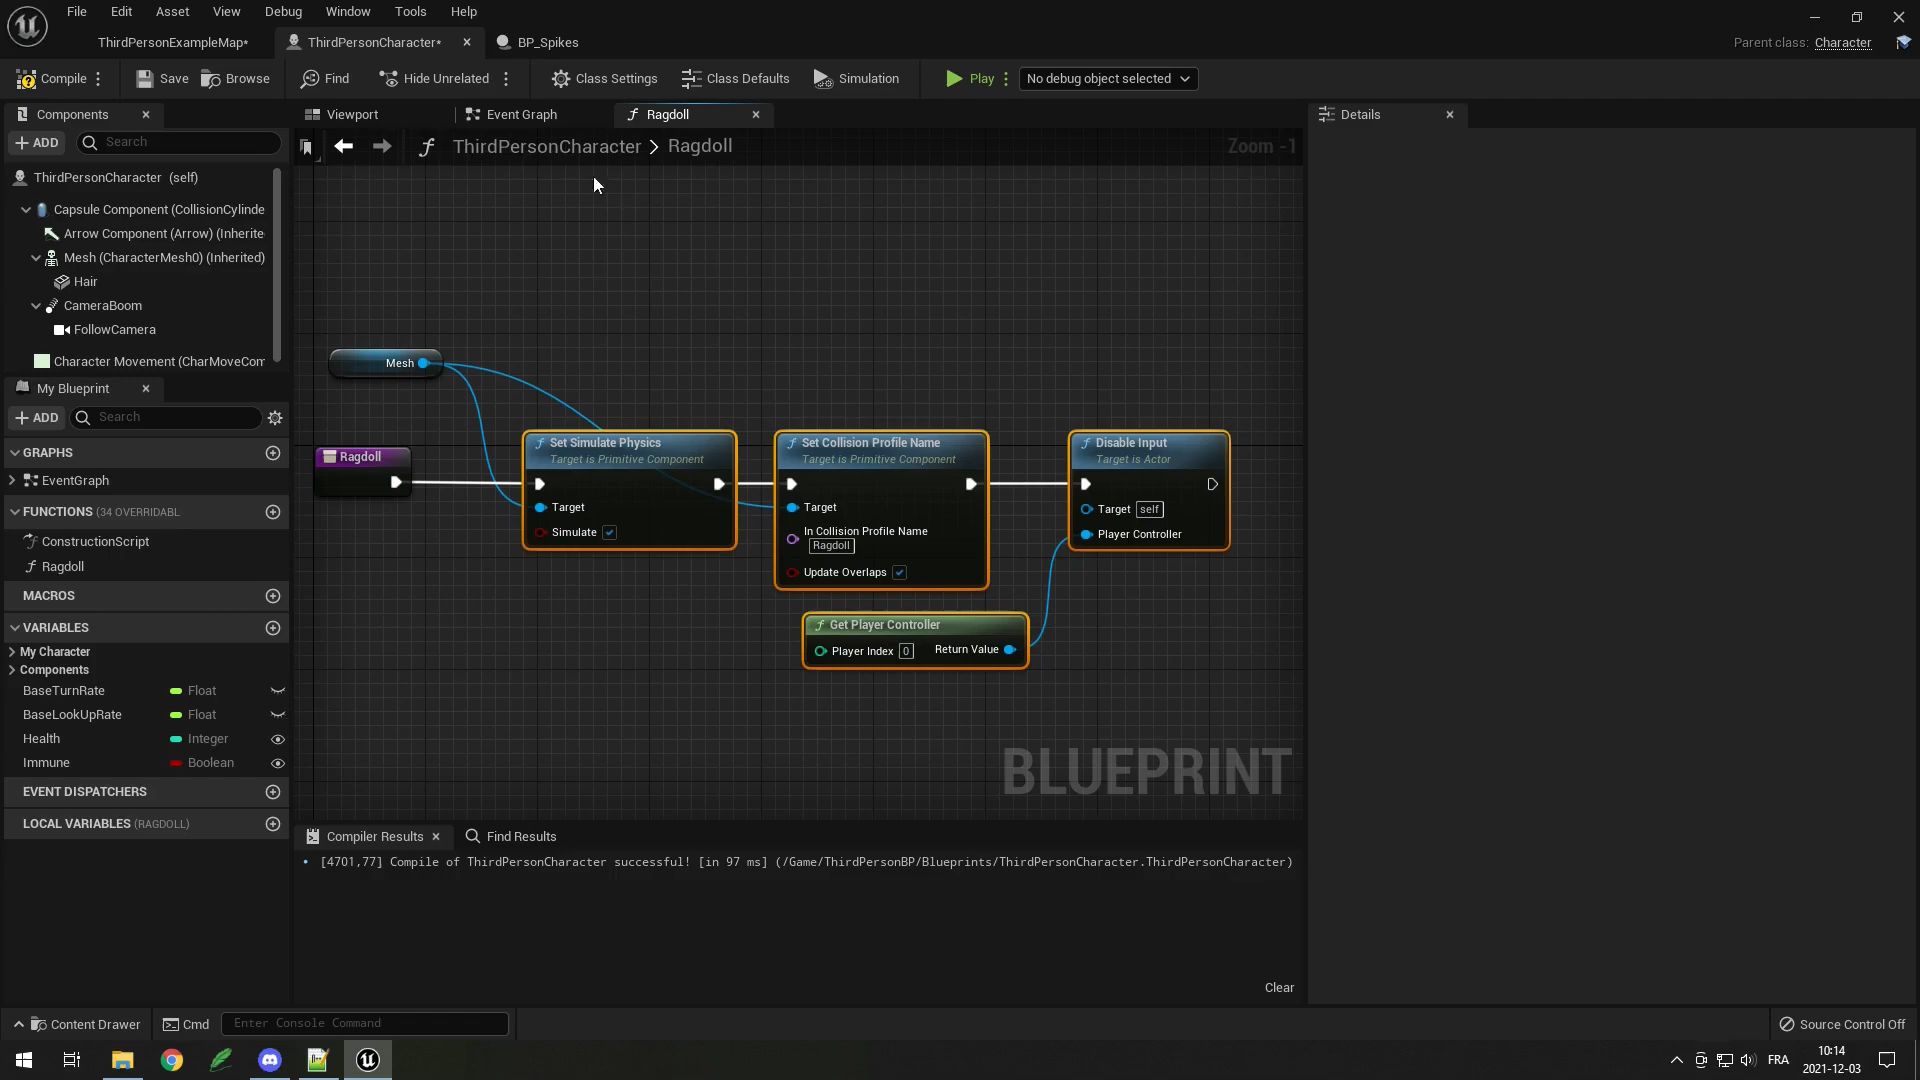 File Edit Asset View Debug Window Tools Help
ThirdPersonExampleMap* ThirdPersonCharacter* BP_Spikes
Parent class: Character
Compile Save Browse Find Hide Unrelated Class Settings Class Defaults Simulation Play No debug object selected
Components
Viewport Event Graph Ragdoll
Details
ADD Search
ThirdPersonCharacter > Ragdoll
Zoom -1
ThirdPersonCharacter (self)
Capsule Component (CollisionCylinde
Arrow Component (Arrow) (Inherite
Mesh (CharacterMesh0) (Inherited)
Hair
CameraBoom
FollowCamera
Character Movement (CharMoveCom
My Blueprint
ADD Search
GRAPHS
EventGraph
FUNCTIONS (34 OVERRIDABL
ConstructionScript
Ragdoll
MACROS
VARIABLES
My Character
Components
BaseTurnRate Float
BaseLookUpRate Float
Health Integer
Immune Boolean
EVENT DISPATCHERS
LOCAL VARIABLES (RAGDOLL)
Mesh
Ragdoll
Set Simulate Physics
Target is Primitive Component
Target
Simulate
Set Collision Profile Name
Target is Primitive Component
Target
In Collision Profile Name
Ragdoll
Update Overlaps
Disable Input
Target is Actor
Target self
Player Controller
Get Player Controller
Player Index 0 Return Value
BLUEPRINT
Compiler Results Find Results
[4701,77] Compile of ThirdPersonCharacter successful! [in 97 ms] (/Game/ThirdPersonBP/Blueprints/ThirdPersonCharacter.ThirdPersonCharacter)
Clear
Content Drawer Cmd Enter Console Command
Source Control Off
FRA
10:14
2021-12-03